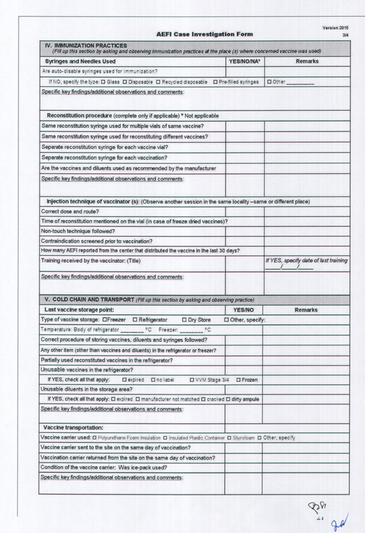 Version 2015
3/4
AEFI Case Investigation Form
IV. IMMUNIZATION PRACTICES
(Fill up this section by asking and observing immunization practices at the place (s) where concerned vaccine was used)
Syringes and Needles Used YES/NO/NA* Remarks
Are auto-disable syringes used for immunization?
If NO, specify the type: □ Glass □ Disposable □ Recycled disposable □ Pre-filled syringes □ Other ________
Specific key findings/additional observations and comments:
Reconstitution procedure (complete only if applicable) * Not applicable
Same reconstitution syringe used for multiple vials of same vaccine?
Same reconstitution syringe used for reconstituting different vaccines?
Separate reconstitution syringe for each vaccine vial?
Separate reconstitution syringe for each vaccination?
Are the vaccines and diluents used as recommended by the manufacturer
Specific key findings/additional observations and comments:
Injection technique of vaccinator (s): (Observe another session in the same locality –same or different place)
Correct dose and route?
Time of reconstitution mentioned on the vial (in case of freeze dried vaccines)?
Non-touch technique followed?
Contraindication screened prior to vaccination?
How many AEFI reported from the center that distributed the vaccine in the last 30 days?
Training received by the vaccinator: (Title) If YES, specify date of last training
____/____/____
Specific key findings/additional observations and comments:
V. COLD CHAIN AND TRANSPORT (Fill up this section by asking and observing practice)
Last vaccine storage point: YES/NO Remarks
Type of vaccine storage: □Freezer □ Refrigerator □ Dry Store □ Other, specify:
Temperature: Body of refrigerator ________ °C Freezer: ________ °C
Correct procedure of storing vaccines, diluents and syringes followed?
Any other item (other than vaccines and diluents) in the refrigerator or freezer?
Partially used reconstituted vaccines in the refrigerator?
Unusable vaccines in the refrigerator?
If YES, check all that apply: □ expired □ no label □ VVM Stage 3/4 □ Frozen
Unusable diluents in the storage area?
If YES, check all that apply: □ expired □ manufacturer not matched □ cracked □ dirty ampule
Specific key findings/additional observations and comments:
Vaccine transportation:
Vaccine carrier used: □ Polyurethane Foam Insulation □ Insulated Plastic Container □ Styrofoam □ Other, specify
Vaccine carrier sent to the site on the same day of vaccination?
Vaccination carrier returned from the site on the same day of vaccination?
Condition of the vaccine carrier: Was ice-pack used?
Specific key findings/additional observations and comments: